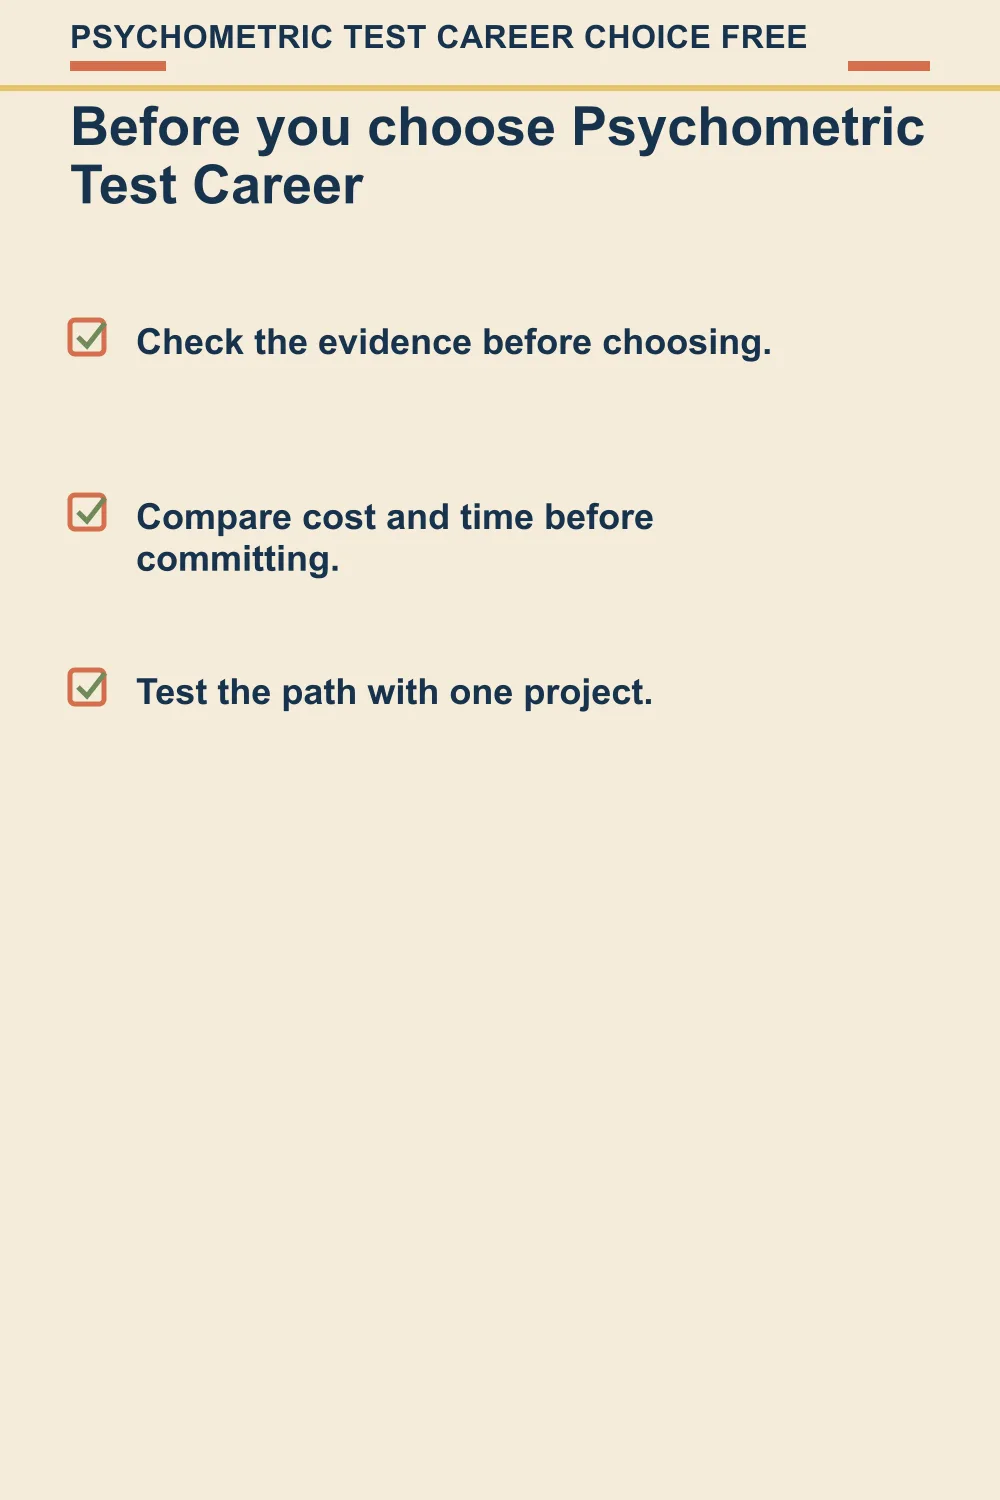 PSYCHOMETRIC TEST CAREER CHOICE FREE
Before you choose Psychometric
Test Career
Check the evidence before choosing.
Compare cost and time before
committing.
Test the path with one project.